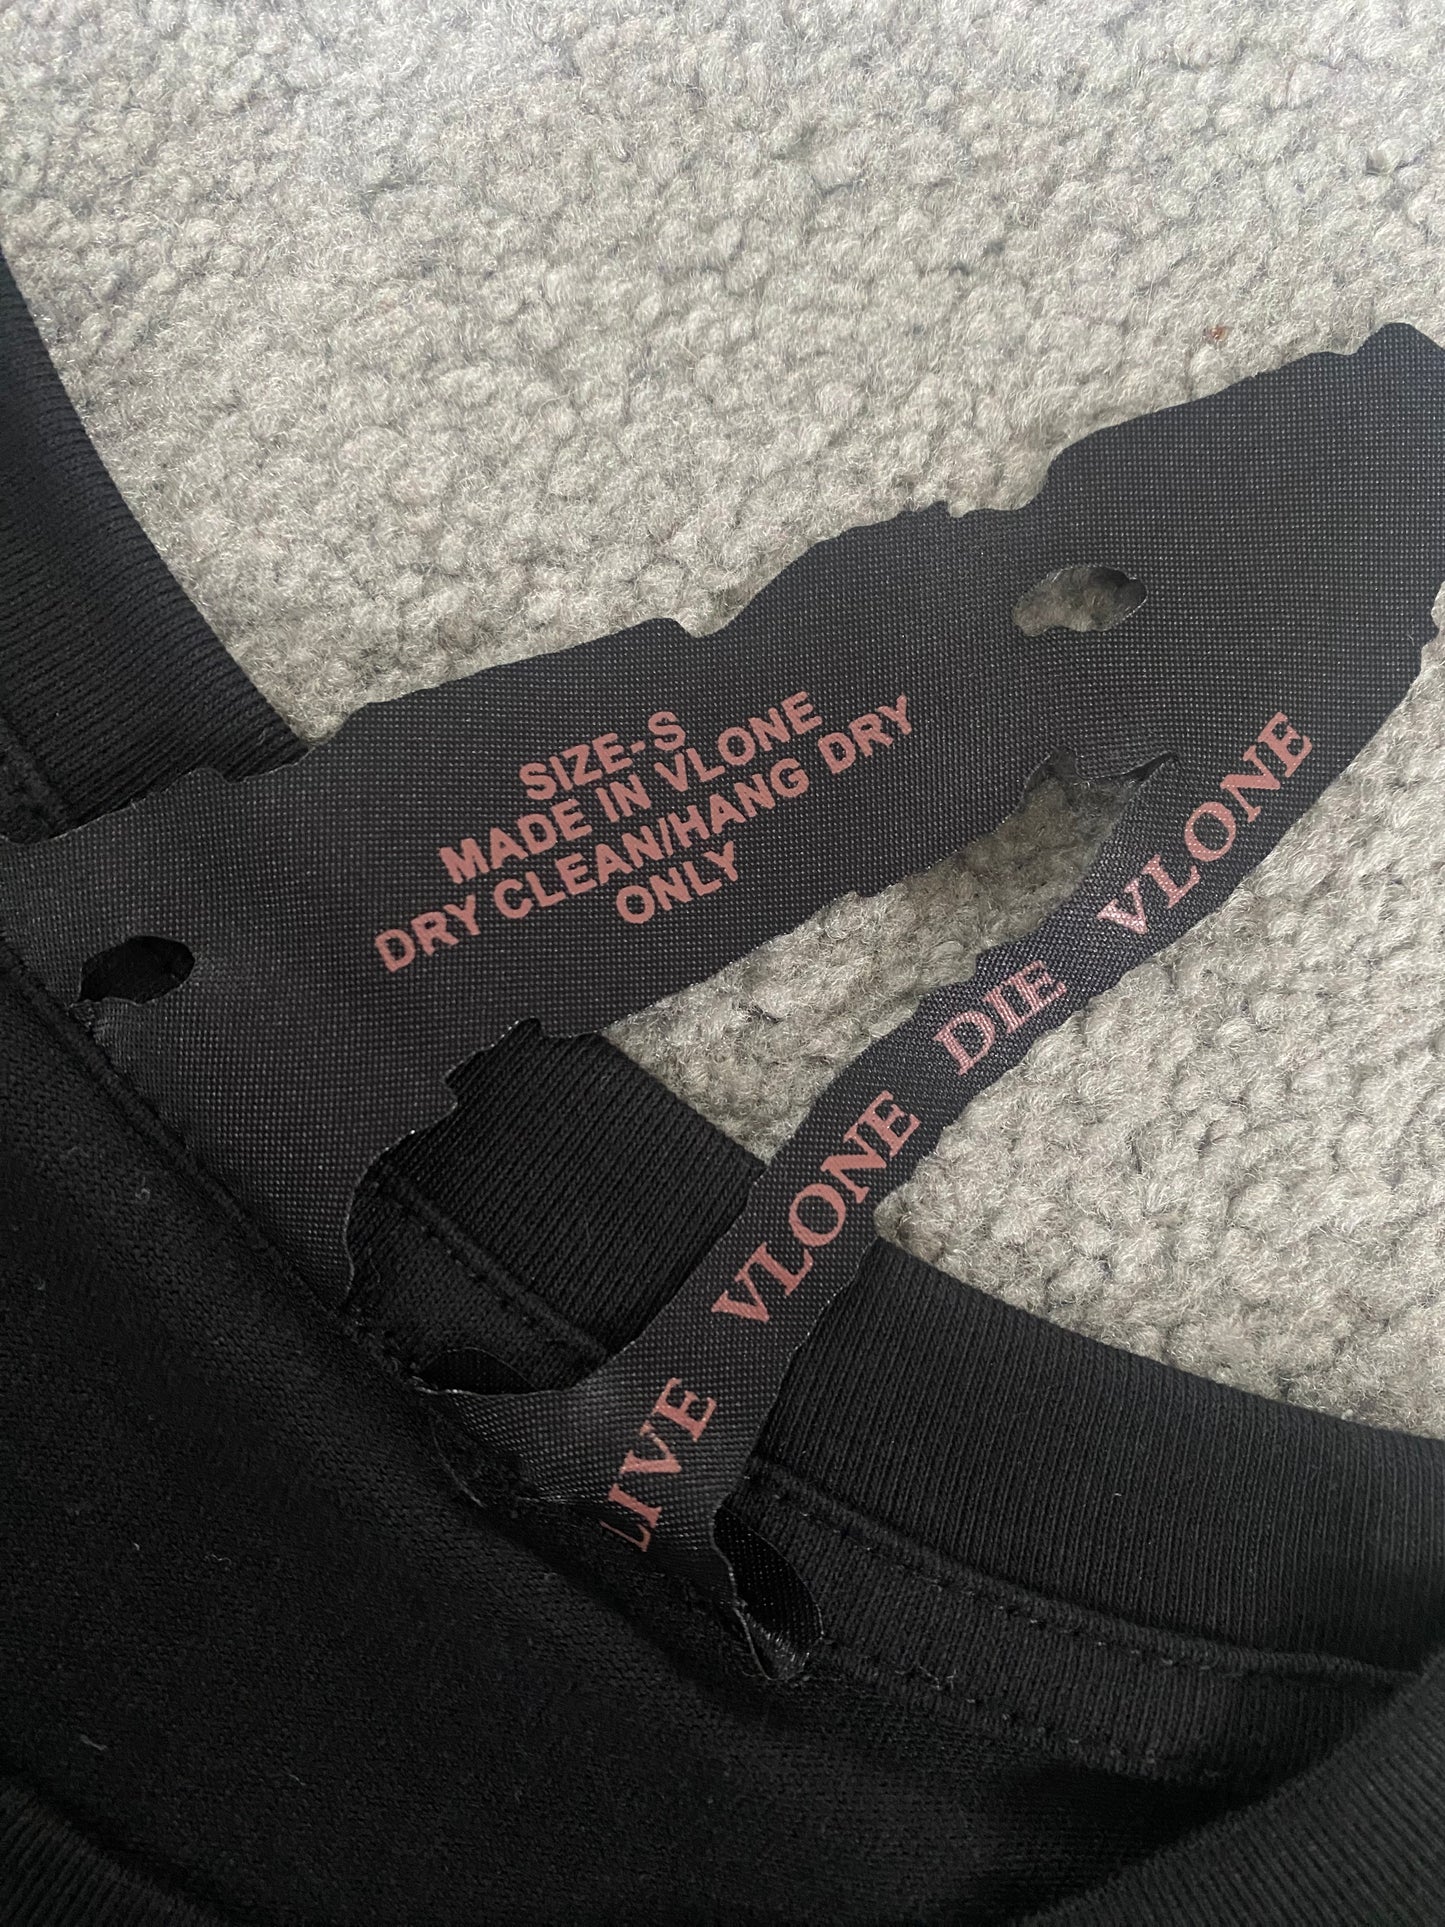 SIZE-S
MADE IN VLONE
DRY CLEAN/HANG DRY
ONLY
LIVE VLONE DIE VLONE